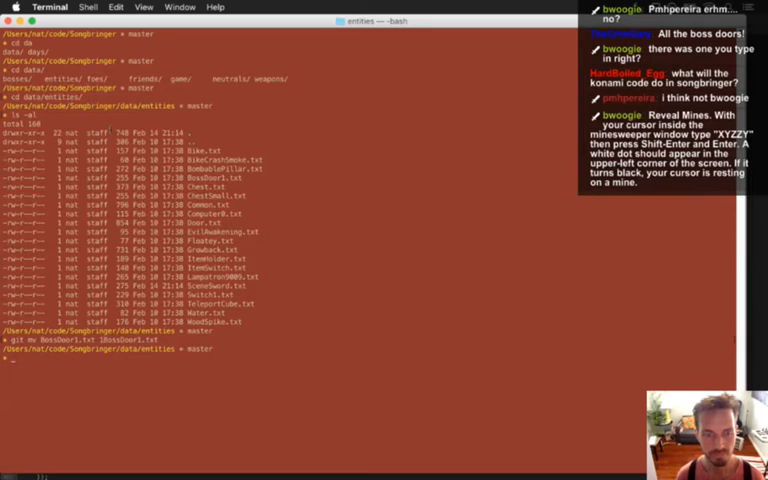 Terminal Shell Edit View Window Help
entities — -bash
/Users/nat/code/Songbringer * master
* cd da
data/ days/
/Users/nat/code/Songbringer * master
* cd data/
bosses/ entities/ foes/ friends/ game/ neutrals/ weapons/
/Users/nat/code/Songbringer * master
* cd data/entities/
/Users/nat/code/Songbringer/data/entities * master
* ls -al
total 160
drwxr-xr-x 22 nat staff 748 Feb 14 21:14 .
drwxr-xr-x 9 nat staff 306 Feb 10 17:38 ..
-rw-r--r-- 1 nat staff 157 Feb 10 17:38 Bike.txt
-rw-r--r-- 1 nat staff 60 Feb 10 17:38 BikeCrashSmoke.txt
-rw-r--r-- 1 nat staff 272 Feb 10 17:38 BombablePillar.txt
-rw-r--r-- 1 nat staff 255 Feb 10 17:38 BossDoor1.txt
-rw-r--r-- 1 nat staff 373 Feb 10 17:38 Chest.txt
-rw-r--r-- 1 nat staff 255 Feb 10 17:38 ChestSmall.txt
-rw-r--r-- 1 nat staff 796 Feb 10 17:38 Common.txt
-rw-r--r-- 1 nat staff 115 Feb 10 17:38 Computer0.txt
-rw-r--r-- 1 nat staff 854 Feb 10 17:38 Door.txt
-rw-r--r-- 1 nat staff 95 Feb 10 17:38 EvilAwakening.txt
-rw-r--r-- 1 nat staff 77 Feb 10 17:38 Floatey.txt
-rw-r--r-- 1 nat staff 731 Feb 10 17:38 Growback.txt
-rw-r--r-- 1 nat staff 189 Feb 10 17:38 ItemHolder.txt
-rw-r--r-- 1 nat staff 148 Feb 10 17:38 ItemSwitch.txt
-rw-r--r-- 1 nat staff 265 Feb 10 17:38 Lampatron9009.txt
-rw-r--r-- 1 nat staff 275 Feb 14 21:14 SceneSword.txt
-rw-r--r-- 1 nat staff 229 Feb 10 17:38 Switch1.txt
-rw-r--r-- 1 nat staff 310 Feb 10 17:38 TeleportCube.txt
-rw-r--r-- 1 nat staff 82 Feb 10 17:38 Water.txt
-rw-r--r-- 1 nat staff 176 Feb 10 17:38 WoodSpike.txt
/Users/nat/code/Songbringer/data/entities * master
* git mv BossDoor1.txt 1BossDoor1.txt
/Users/nat/code/Songbringer/data/entities * master
* _
bwoogie: Pmhpereira erhm....
no?
All the boss doors!
bwoogie: there was one you type
in right?
HardBoiled_Egg: what will the
konami code do in songbringer?
pmhpereira: i think not bwoogie
bwoogie: Reveal Mines. With
your cursor inside the
minesweeper window type "XYZZY"
then press Shift-Enter and Enter. A
white dot should appear in the
upper-left corner of the screen. If it
turns black, your cursor is resting
on a mine.
});